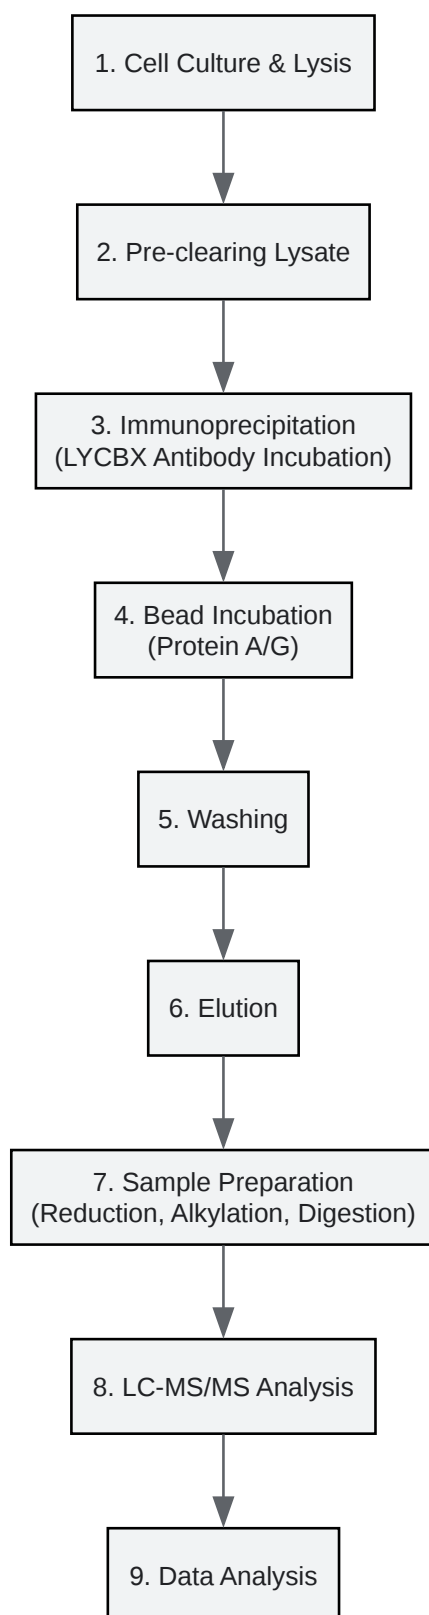 1. Cell Culture & Lysis
2. Pre-clearing Lysate
3. Immunoprecipitation
(LYCBX Antibody Incubation)
4. Bead Incubation
(Protein A/G)
5. Washing
6. Elution
7. Sample Preparation
(Reduction, Alkylation, Digestion)
8. LC-MS/MS Analysis
9. Data Analysis